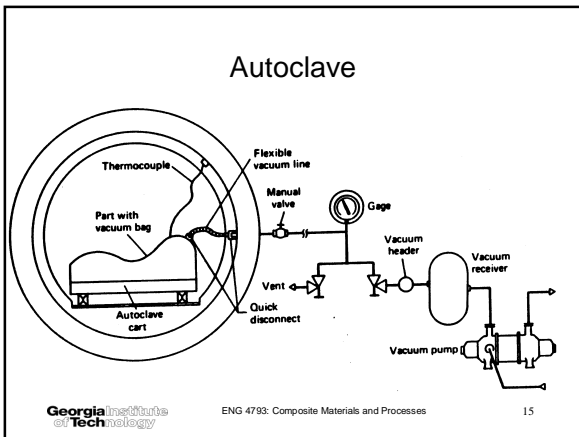 Autoclave
Thermocouple
Flexible
vacuum line
Manual
valve
Gage
Part with
vacuum bag
Vacuum
header
Vacuum
receiver
Vent
Autoclave
cart
Quick
disconnect
Vacuum pump
Georgia Institute
of Technology
ENG 4793: Composite Materials and Processes
15